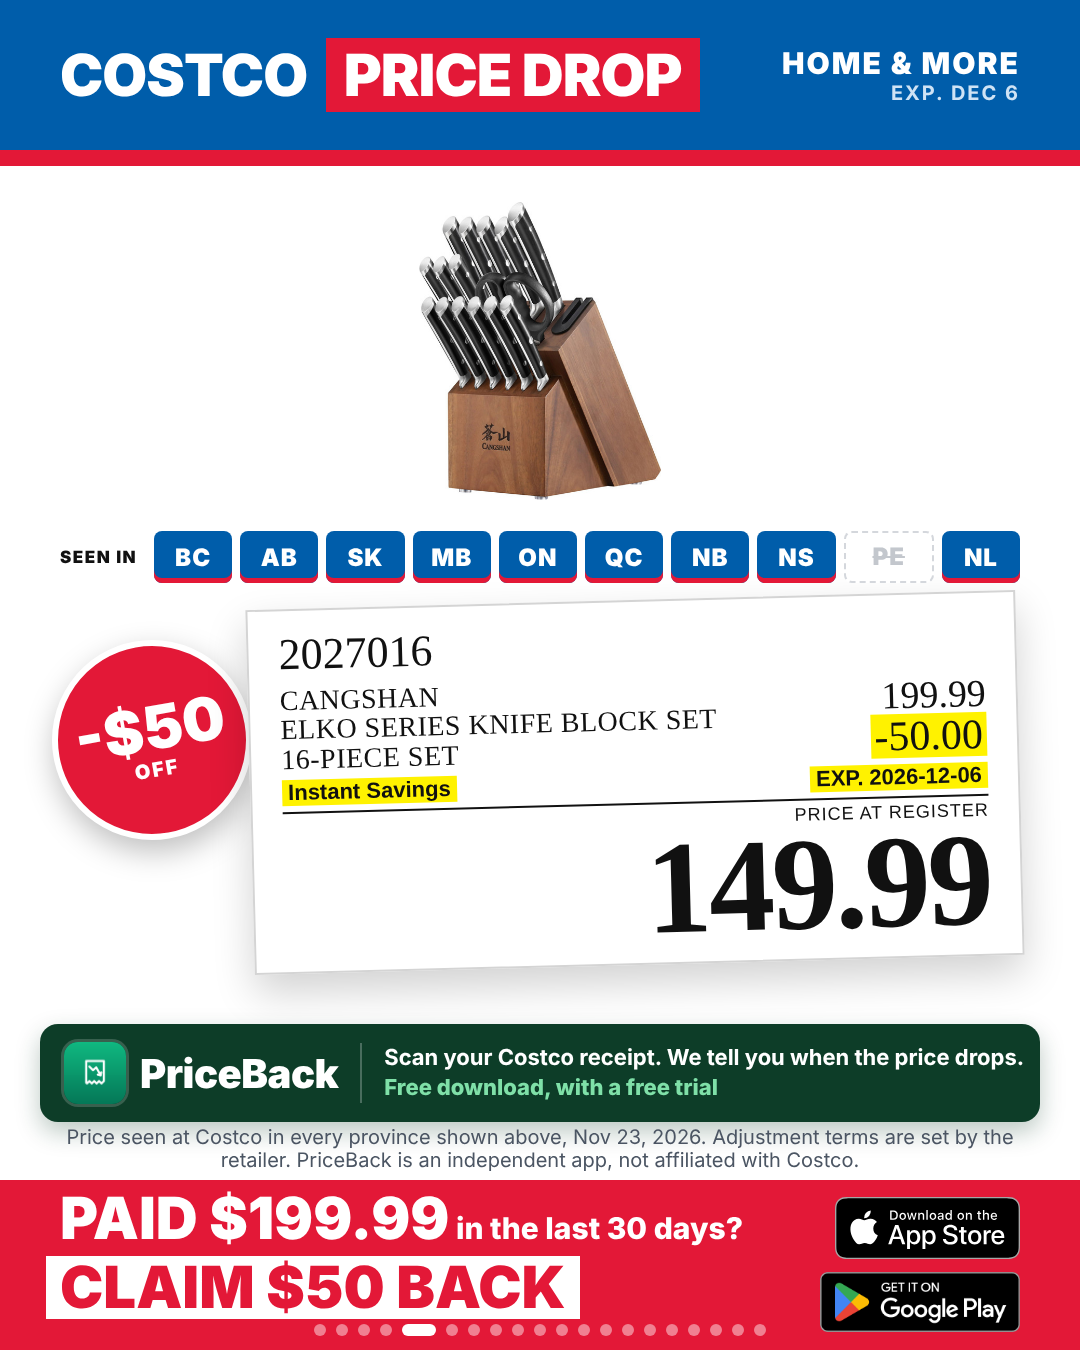 COSTCO PRICE DROP
HOME & MORE
EXP. DEC 6
蒼山
CANGSHAN
SEEN IN BC AB SK MB ON QC NB NS PE NL
-$50
OFF
2027016
CANGSHAN
ELKO SERIES KNIFE BLOCK SET
16-PIECE SET
Instant Savings
199.99
-50.00
EXP. 2026-12-06
PRICE AT REGISTER
149.99
PriceBack
Scan your Costco receipt. We tell you when the price drops.
Free download, with a free trial
Price seen at Costco in every province shown above, Nov 23, 2026. Adjustment terms are set by the
retailer. PriceBack is an independent app, not affiliated with Costco.
PAID $199.99 in the last 30 days?
CLAIM $50 BACK
Download on the
App Store
GET IT ON
Google Play